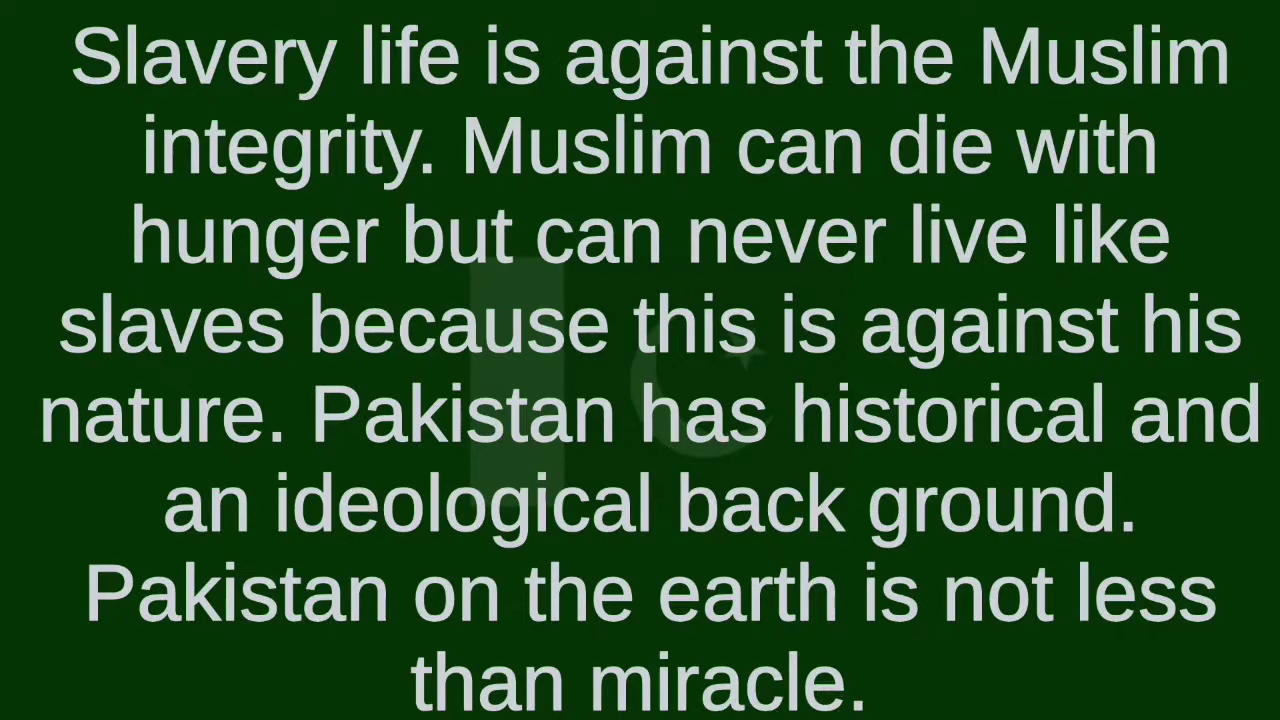 Slavery life is against the Muslim
integrity. Muslim can die with
hunger but can never live like
slaves because this is against his
nature. Pakistan has historical and
an ideological back ground.
Pakistan on the earth is not less
than miracle.